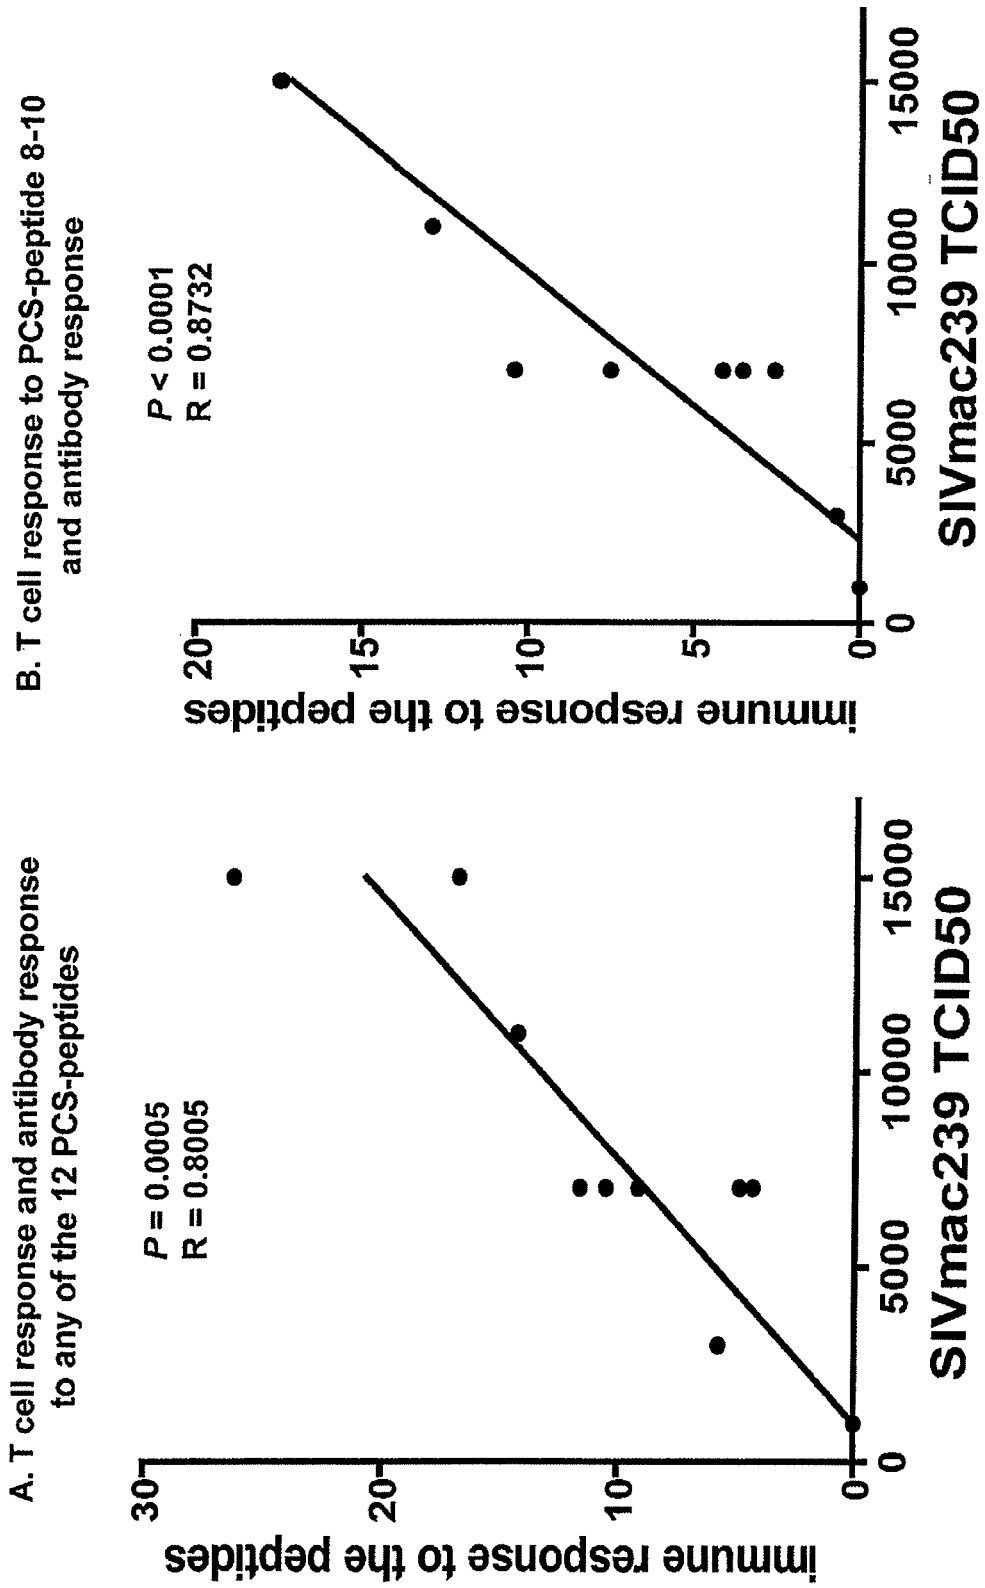 A. T cell response and antibody response
to any of the 12 PCS-peptides
P = 0.0005
R = 0.8005
30
20
10
0
immune response to the peptides
0
5000
10000
15000
SIVmac239 TCID50
B. T cell response to PCS-peptide 8-10
and antibody response
P < 0.0001
R = 0.8732
20
15
10
5
0
immune response to the peptides
0
5000
10000
15000
SIVmac239 TCID50